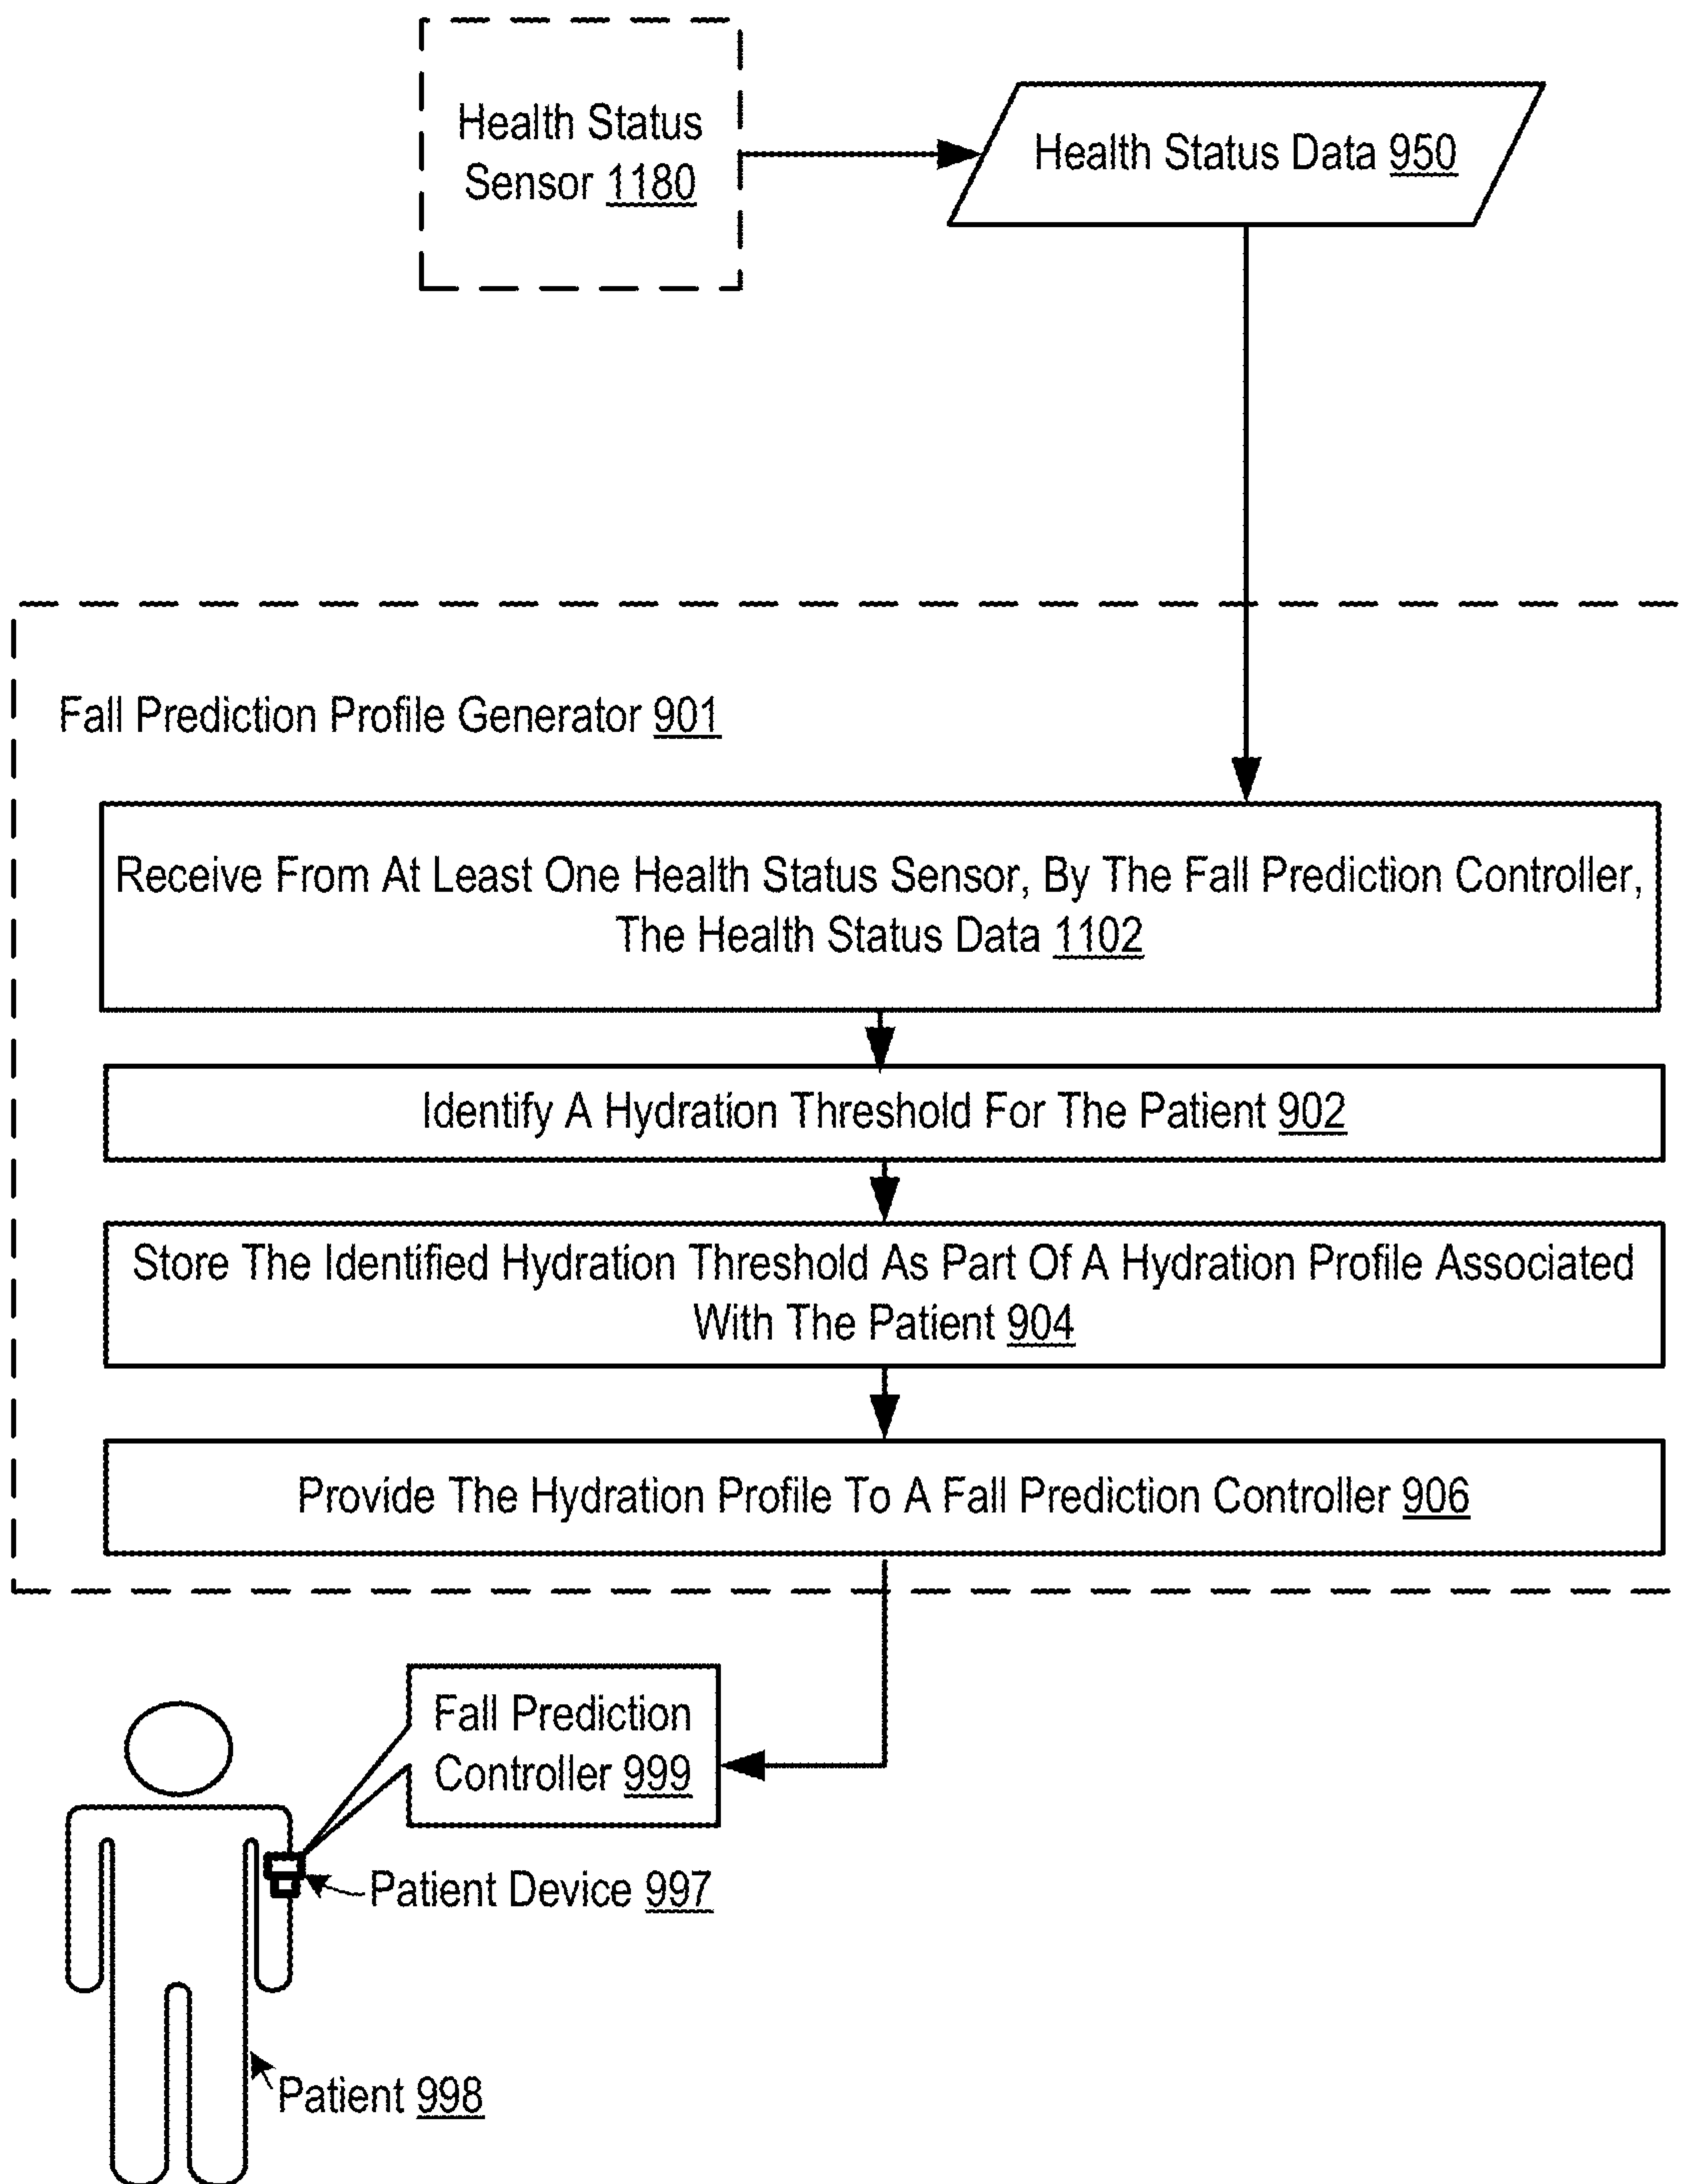 Health Status
Sensor 1180
Health Status Data 950
Fall Prediction Profile Generator 901
Receive From At Least One Health Status Sensor, By The Fall Prediction Controller,
The Health Status Data 1102
Identify A Hydration Threshold For The Patient 902
Store The Identified Hydration Threshold As Part Of A Hydration Profile Associated
With The Patient 904
Provide The Hydration Profile To A Fall Prediction Controller 906
Fall Prediction
Controller 999
Patient Device 997
Patient 998